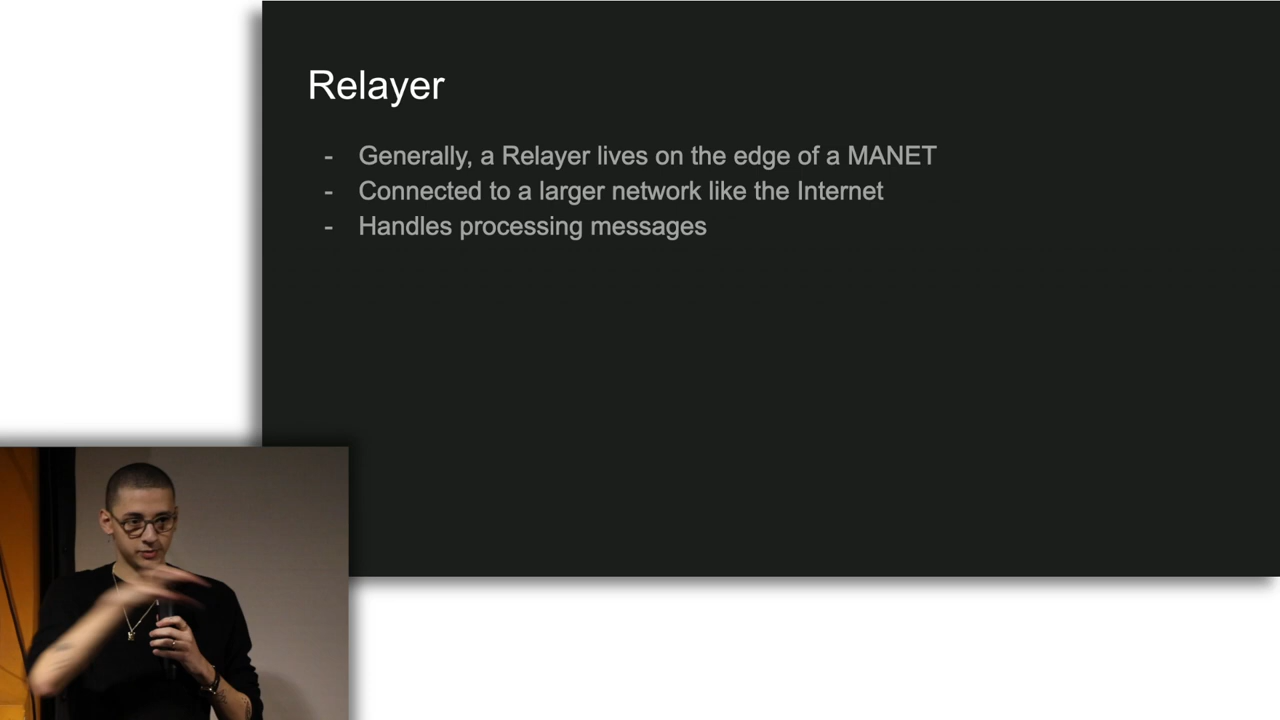 Relayer
- Generally, a Relayer lives on the edge of a MANET
- Connected to a larger network like the Internet
- Handles processing messages